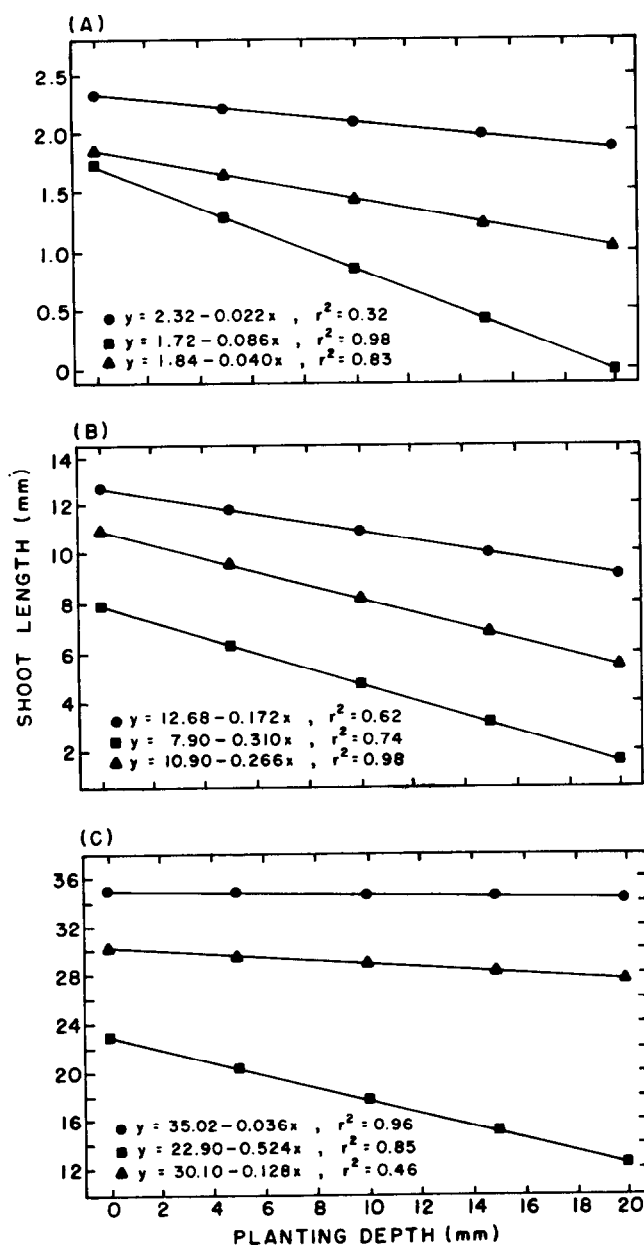 (A)
2.5
2.0
1.5
1.0
0.5
0
● y = 2.32-0.022x , r² = 0.32
■ y = 1.72-0.086x , r² = 0.98
▲ y = 1.84-0.040x , r² = 0.83
(B)
14
12
10
8
6
4
2
● y = 12.68-0.172x , r² = 0.62
■ y = 7.90-0.310x , r² = 0.74
▲ y = 10.90-0.266x , r² = 0.98
SHOOT LENGTH (mm)
(C)
36
32
28
24
20
16
12
● y = 35.02-0.036x , r² = 0.96
■ y = 22.90-0.524x , r² = 0.85
▲ y = 30.10-0.128x , r² = 0.46
0 2 4 6 8 10 12 14 16 18 20
PLANTING DEPTH (mm)